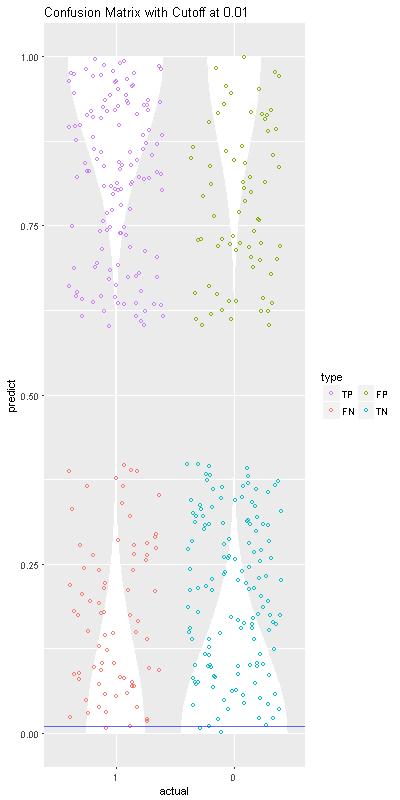 Confusion Matrix with Cutoff at 0.01
1.00
0.75
0.50
0.25
0.00
predict
1 0
actual
type
TP FP
FN TN